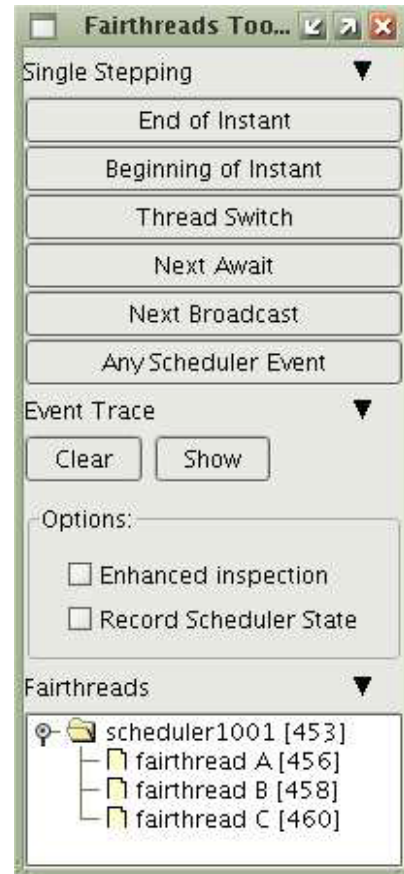 Fairthreads Too...
Single Stepping
End of Instant
Beginning of Instant
Thread Switch
Next Await
Next Broadcast
Any Scheduler Event
Event Trace
Clear Show
Options:
Enhanced inspection
Record Scheduler State
Fairthreads
scheduler1001 [453]
fairthread A [456]
fairthread B [458]
fairthread C [460]